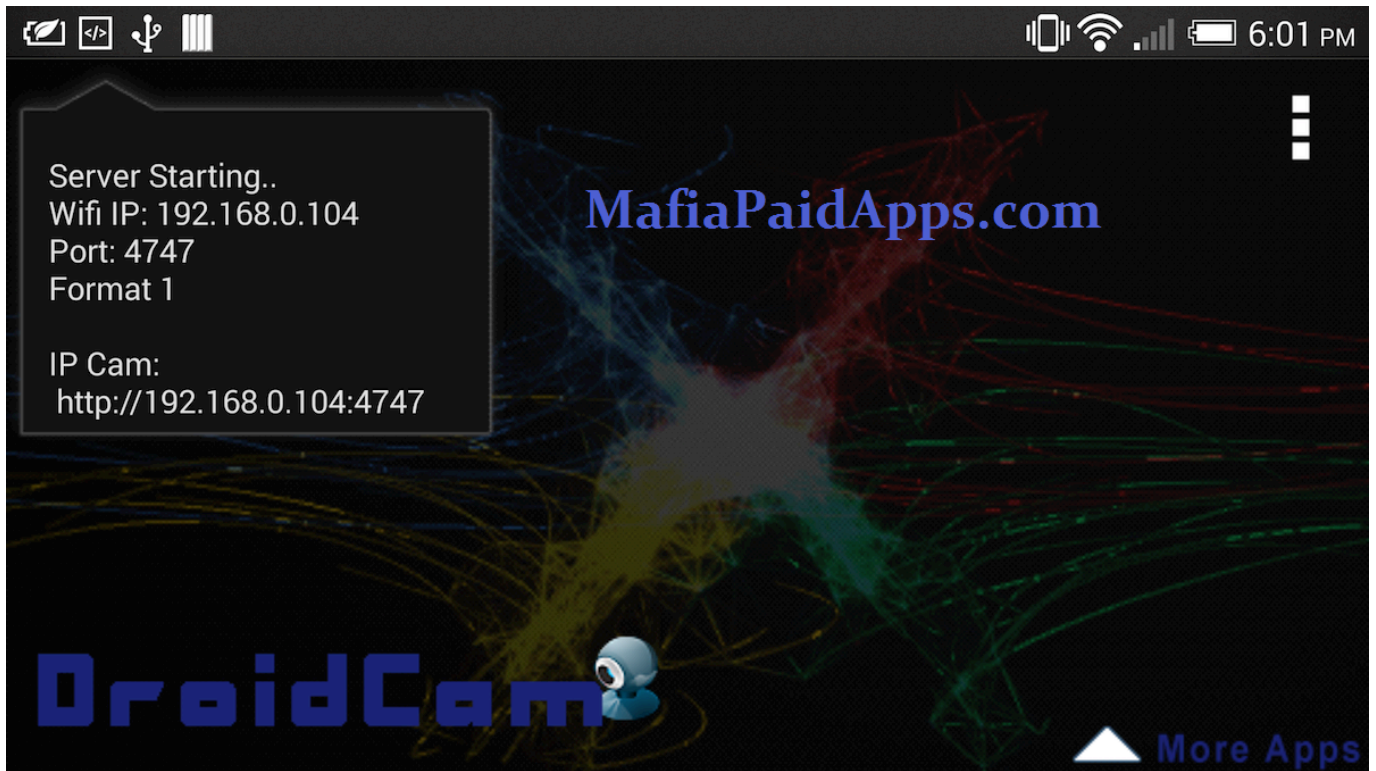 6:01 PM
Server Starting..
Wifi IP: 192.168.0.104
Port: 4747
Format 1
IP Cam:
http://192.168.0.104:4747
MafiaPaidApps.com
DroidCam
More Apps